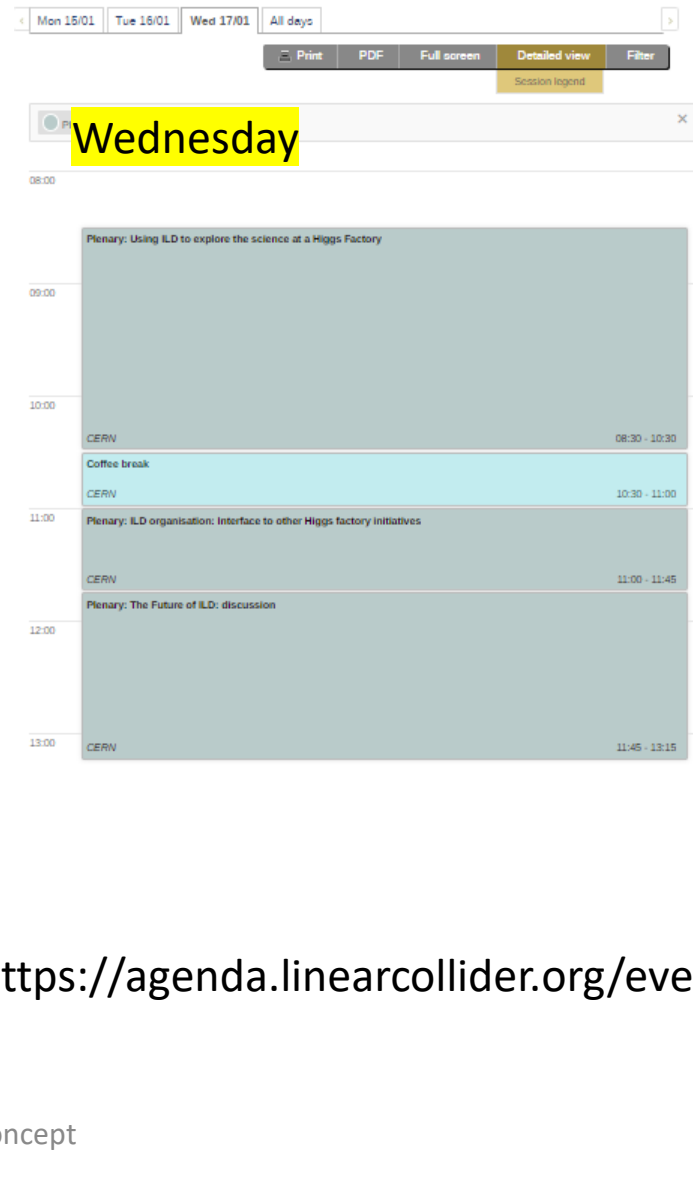 Mon 15/01 Tue 16/01 Wed 17/01 All days
Print PDF Full screen Detailed view Filter
Session legend
Wednesday
08:00
Plenary: Using ILD to explore the science at a Higgs Factory
09:00
10:00
CERN 08:30 - 10:30
Coffee break
CERN 10:30 - 11:00
11:00
Plenary: ILD organisation: Interface to other Higgs factory initiatives
CERN 11:00 - 11:45
Plenary: The Future of ILD: discussion
12:00
13:00
CERN 11:45 - 13:15
ttps://agenda.linearcollider.org/eve
oncept